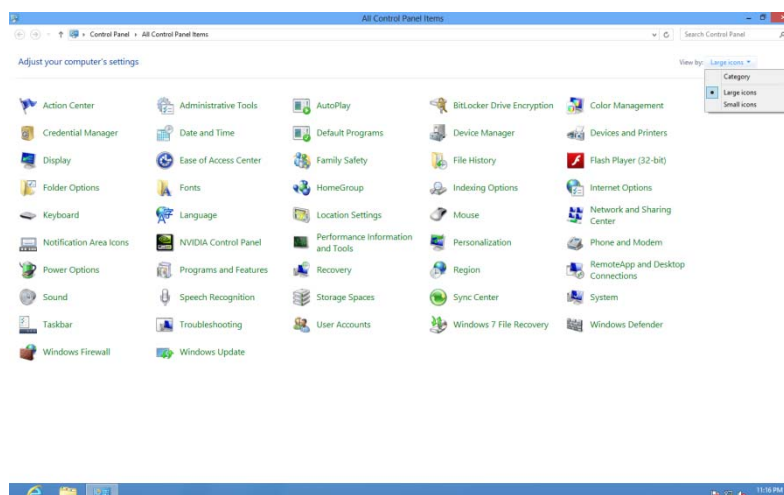 All Control Panel Items
Control Panel
All Control Panel Items
Search Control Panel
Adjust your computer's settings
View by: Large icons
Category
Large icons
Small icons
Action Center
Administrative Tools
AutoPlay
BitLocker Drive Encryption
Color Management
Credential Manager
Date and Time
Default Programs
Device Manager
Devices and Printers
Display
Ease of Access Center
Family Safety
File History
Flash Player (32-bit)
Folder Options
Fonts
HomeGroup
Indexing Options
Internet Options
Keyboard
Language
Location Settings
Mouse
Network and Sharing
Center
Notification Area Icons
NVIDIA Control Panel
Performance Information
and Tools
Personalization
Phone and Modem
Power Options
Programs and Features
Recovery
Region
RemoteApp and Desktop
Connections
Sound
Speech Recognition
Storage Spaces
Sync Center
System
Taskbar
Troubleshooting
User Accounts
Windows 7 File Recovery
Windows Defender
Windows Firewall
Windows Update
11:16 PM